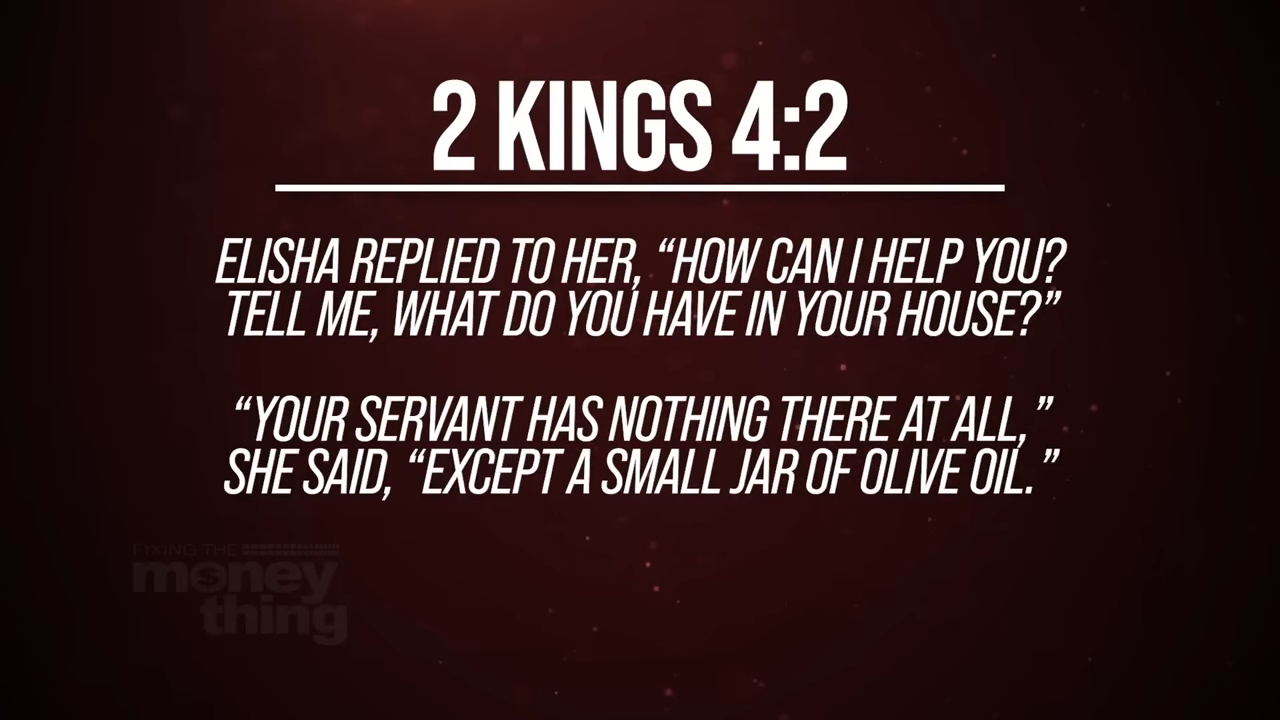 2 KINGS 4:2
ELISHA REPLIED TO HER, “HOW CAN I HELP YOU?
TELL ME, WHAT DO YOU HAVE IN YOUR HOUSE?”
“YOUR SERVANT HAS NOTHING THERE AT ALL,”
SHE SAID, “EXCEPT A SMALL JAR OF OLIVE OIL.”
FIXING THE
money
thing